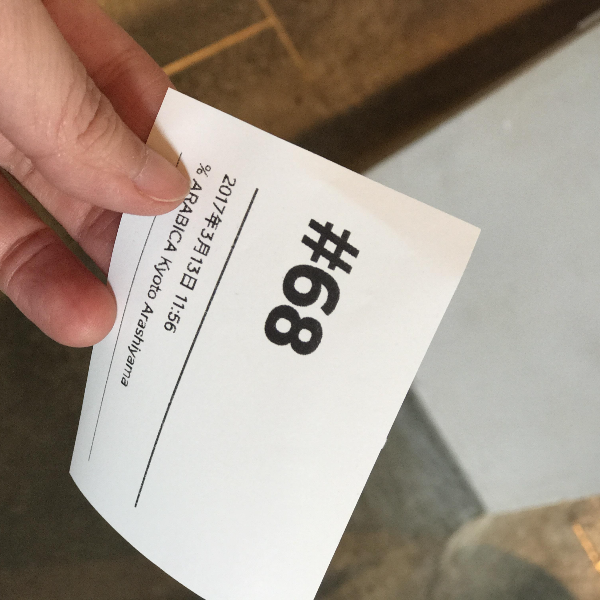 #68
2017年3月13日 11:56
% ARABICA Kyoto Arashiyama